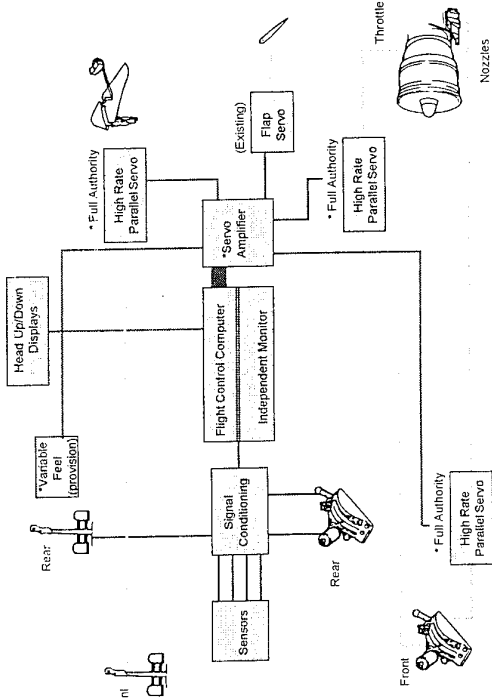 Rear
*Variable
Feel
(provision)
Head Up/Down
Displays
* Full Authority
High Rate
Parallel Servo
Sensors
Signal
Conditioning
Flight Control Computer
Independent Monitor
*Servo
Amplifier
(Existing)
Flap
Servo
Rear
* Full Authority
High Rate
Parallel Servo
Throttle
Front
* Full Authority
High Rate
Parallel Servo
Nozzles